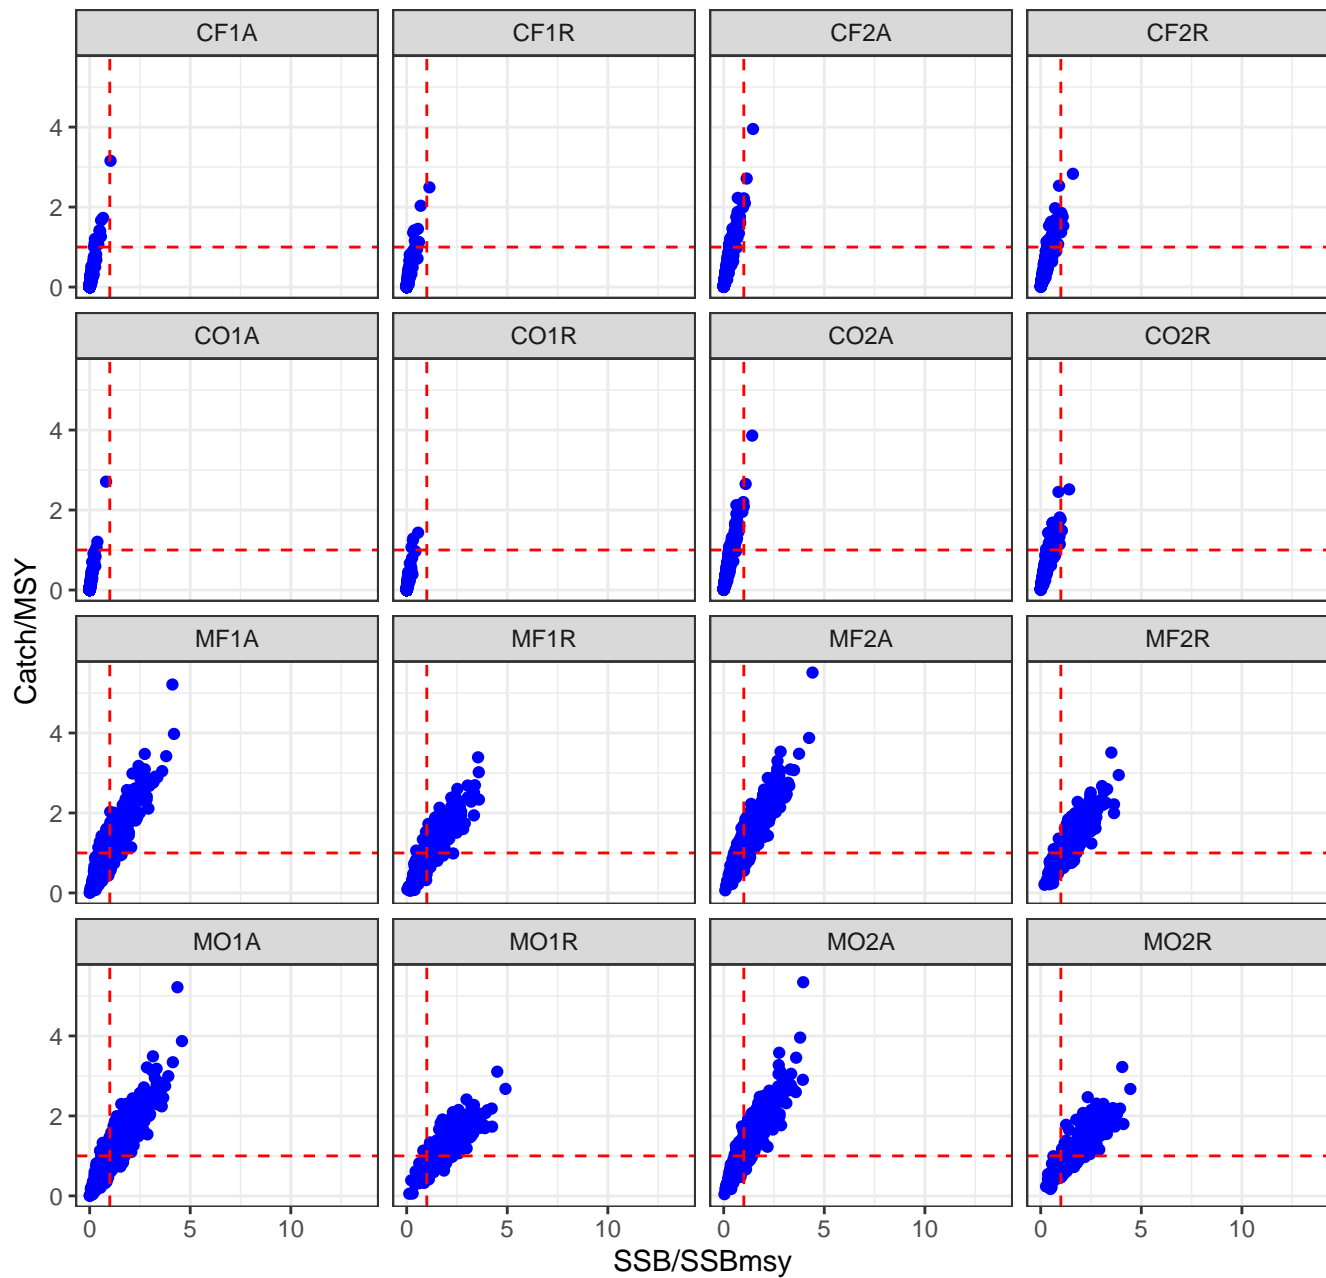 CF1A CF1R CF2A CF2R
4
2
0
CO1A CO1R CO2A CO2R
4
2
0
MF1A MF1R MF2A MF2R
4
2
0
MO1A MO1R MO2A MO2R
4
2
0
0 5 10 0 5 10 0 5 10 0 5 10
SSB/SSBmsy
Catch/MSY